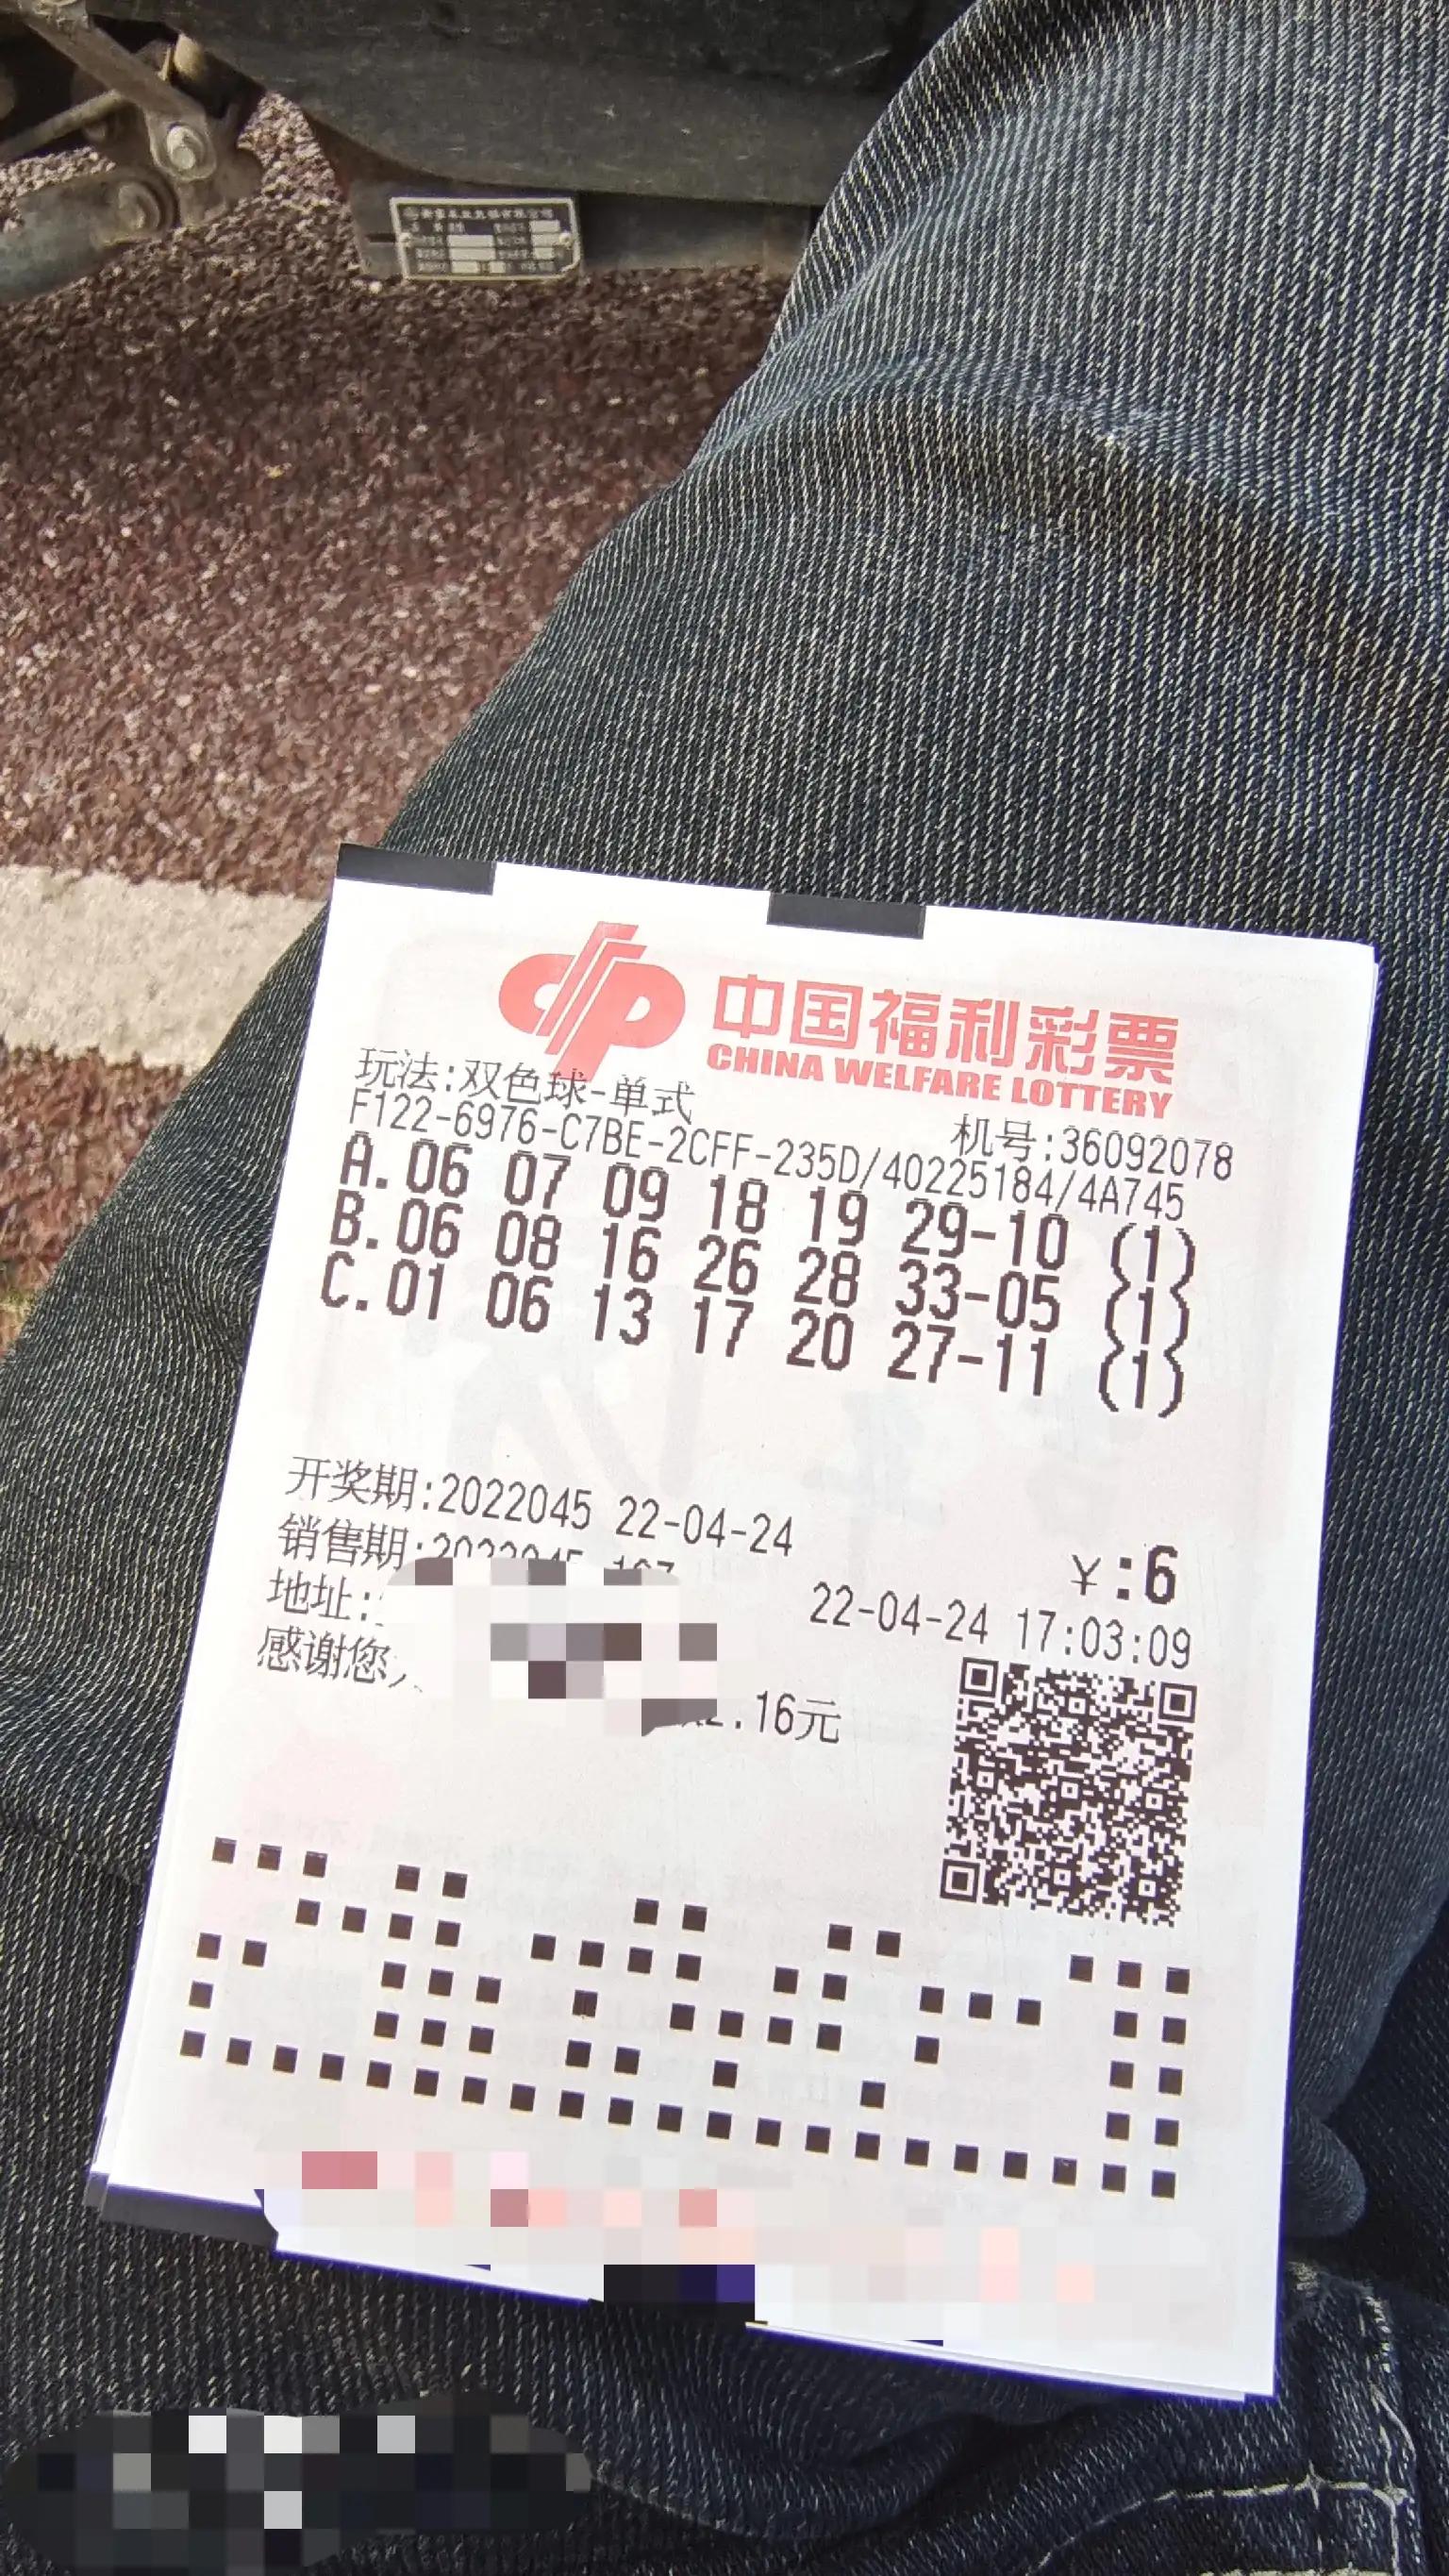 中国福利彩票
CHINA WELFARE LOTTERY
玩法:双色球-单式
机号:36092078
F122-6976-C7BE-2CFF-235D/40225184/4A745
A.06 07 09 18 19 29-10 (1)
B.06 08 16 26 28 33-05 (1)
C.01 06 13 17 20 27-11 (1)
开奖期:2022045 22-04-24
¥:6
销售期:2022045
22-04-24 17:03:09
地址:
感谢您
.16元